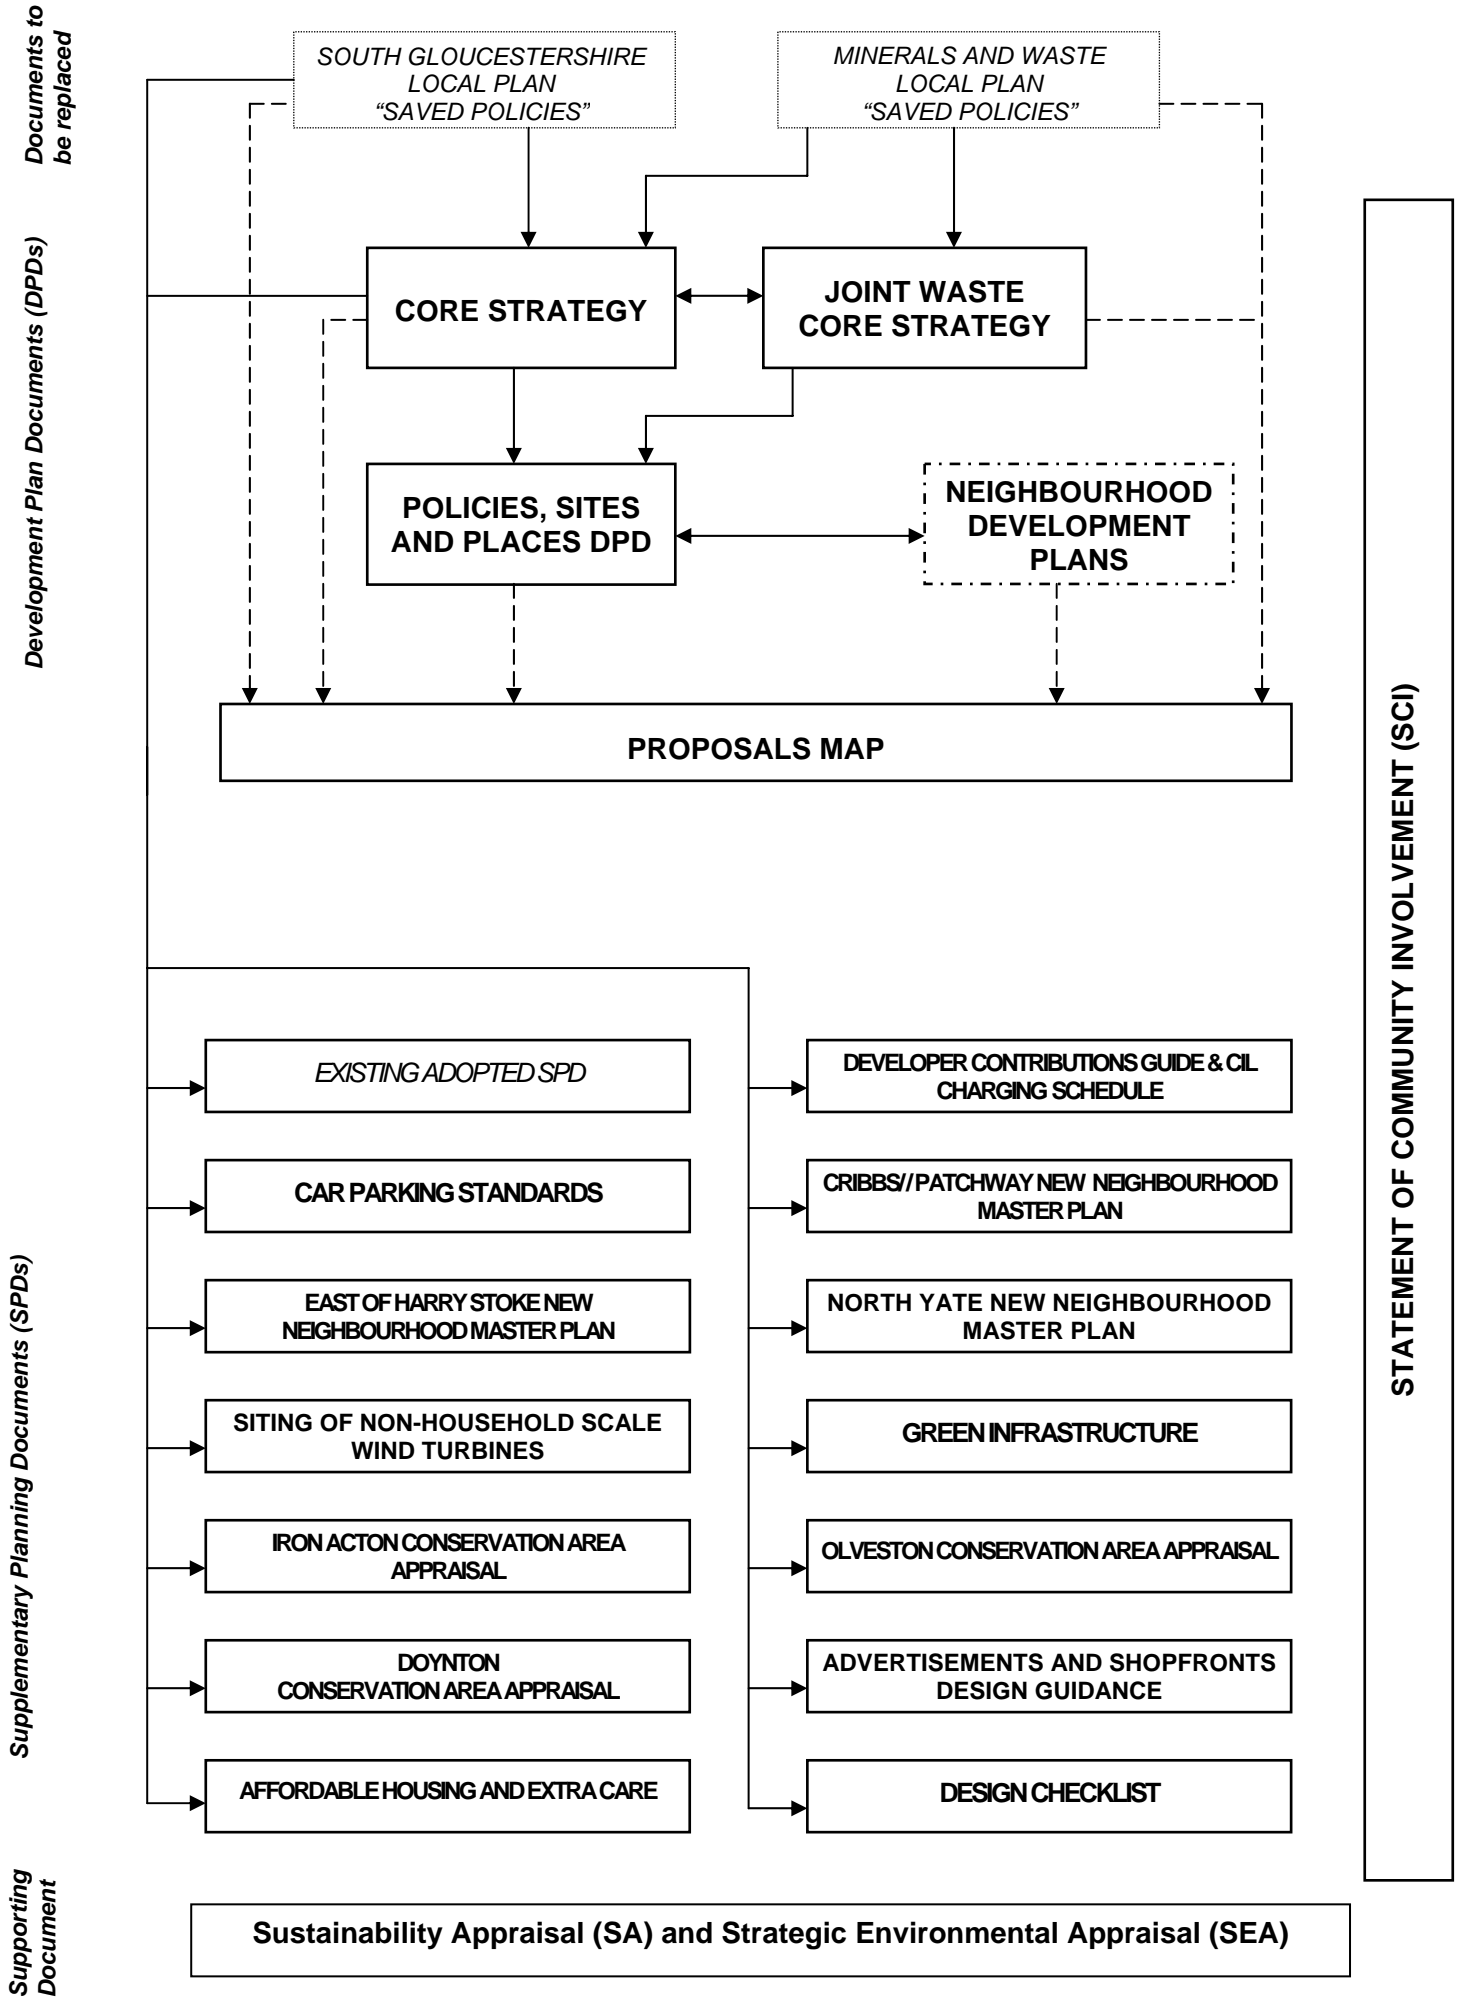 Documents to
be replaced
SOUTH GLOUCESTERSHIRE
LOCAL PLAN
“SAVED POLICIES”
MINERALS AND WASTE
LOCAL PLAN
“SAVED POLICIES”
Development Plan Documents (DPDs)
CORE STRATEGY
JOINT WASTE
CORE STRATEGY
POLICIES, SITES
AND PLACES DPD
NEIGHBOURHOOD
DEVELOPMENT
PLANS
PROPOSALS MAP
STATEMENT OF COMMUNITY INVOLVEMENT (SCI)
Supplementary Planning Documents (SPDs)
EXISTING ADOPTED SPD
DEVELOPER CONTRIBUTIONS GUIDE & CIL
CHARGING SCHEDULE
CAR PARKING STANDARDS
CRIBBS//PATCHWAY NEW NEIGHBOURHOOD
MASTER PLAN
EAST OF HARRY STOKE NEW
NEIGHBOURHOOD MASTER PLAN
NORTH YATE NEW NEIGHBOURHOOD
MASTER PLAN
SITING OF NON-HOUSEHOLD SCALE
WIND TURBINES
GREEN INFRASTRUCTURE
IRON ACTON CONSERVATION AREA
APPRAISAL
OLVESTON CONSERVATION AREA APPRAISAL
DOYNTON
CONSERVATION AREA APPRAISAL
ADVERTISEMENTS AND SHOPFRONTS
DESIGN GUIDANCE
AFFORDABLE HOUSING AND EXTRA CARE
DESIGN CHECKLIST
Supporting
Document
Sustainability Appraisal (SA) and Strategic Environmental Appraisal (SEA)